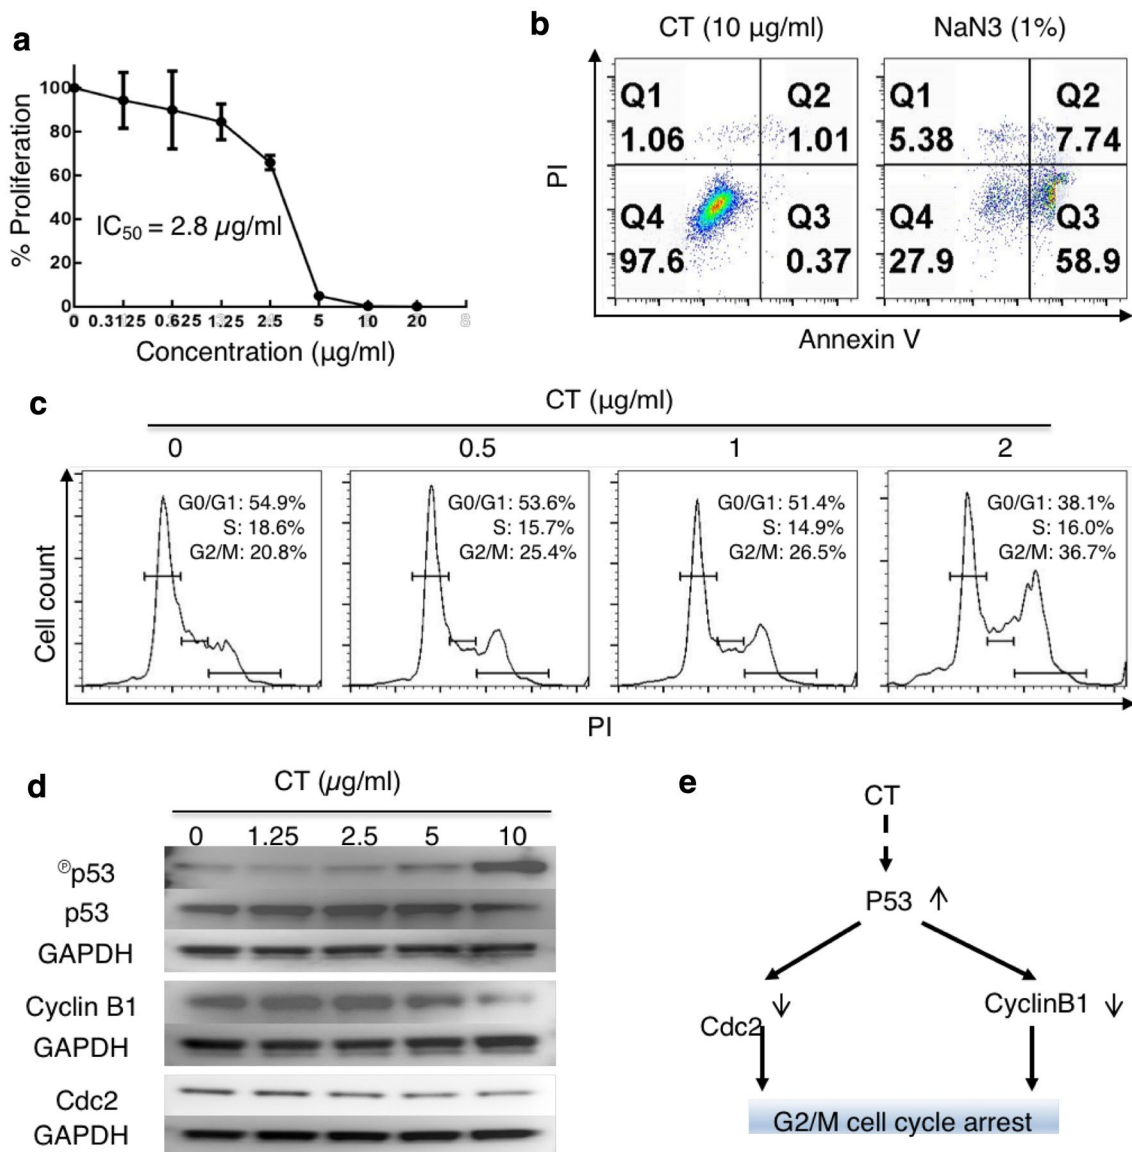 a
% Proliferation
100
80
60
40
20
0
IC50 = 2.8 µg/ml
0 0.3125 0.625 1.25 2.5 5 10 20 8
Concentration (µg/ml)
b
CT (10 µg/ml) NaN3 (1%)
PI
Q1 1.06
Q2 1.01
Q4 97.6
Q3 0.37
Q1 5.38
Q2 7.74
Q4 27.9
Q3 58.9
Annexin V
c
CT (µg/ml)
0 0.5 1 2
Cell count
G0/G1: 54.9%
S: 18.6%
G2/M: 20.8%
G0/G1: 53.6%
S: 15.7%
G2/M: 25.4%
G0/G1: 51.4%
S: 14.9%
G2/M: 26.5%
G0/G1: 38.1%
S: 16.0%
G2/M: 36.7%
PI
d
CT (µg/ml)
0 1.25 2.5 5 10
Ⓟp53
p53
GAPDH
Cyclin B1
GAPDH
Cdc2
GAPDH
e
CT
P53 ↑
Cdc2 ↓
CyclinB1 ↓
G2/M cell cycle arrest